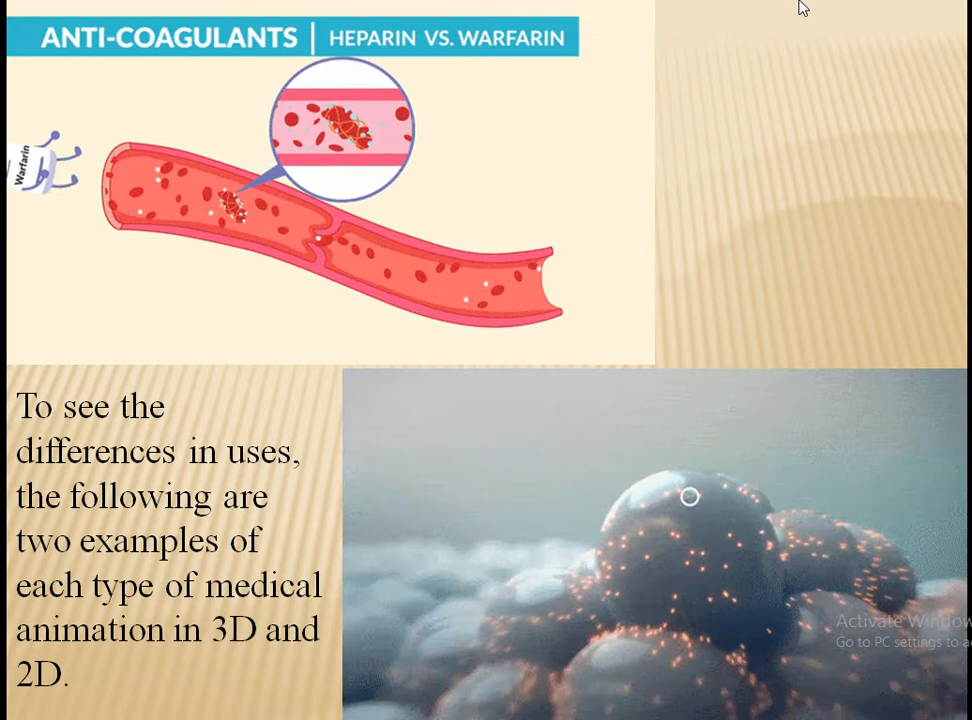 ANTI-COAGULANTS | HEPARIN VS. WARFARIN
Warfarin
To see the
differences in uses,
the following are
two examples of
each type of medical
animation in 3D and
2D.
Activate Window
Go to PC settings to a